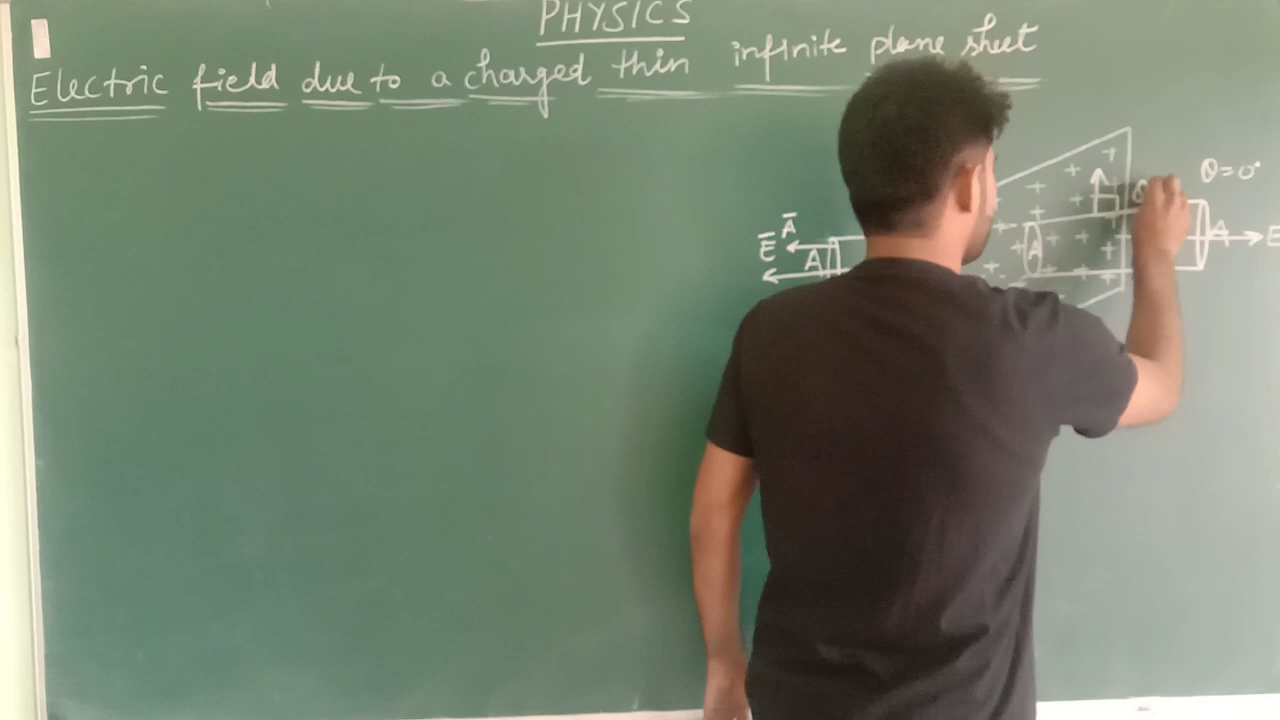 PHYSICS
Electric field due to a charged thin infinite plane sheet
θ=0°
A
E A A A E